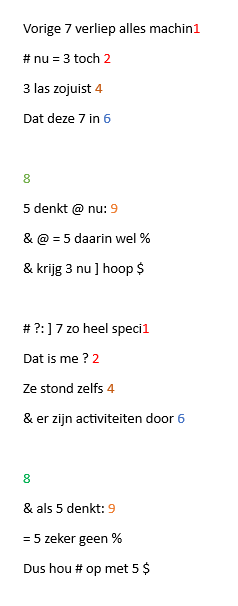 Vorige 7 verliep alles machin1
# nu = 3 toch 2
3 las zojuist 4
Dat deze 7 in 6
8
5 denkt @ nu: 9
& @ = 5 daarin wel %
& krijg 3 nu ] hoop $
# ?: ] 7 zo heel speci1
Dat is me ? 2
Ze stond zelfs 4
& er zijn activiteiten door 6
8
& als 5 denkt: 9
= 5 zeker geen %
Dus hou # op met 5 $